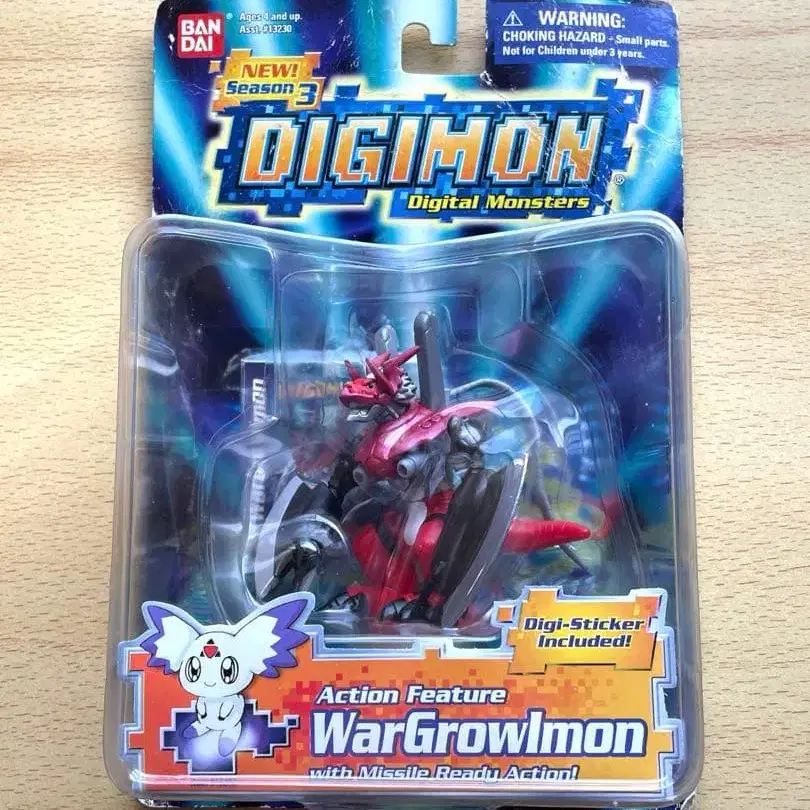 BAN
DAI
Ages 4 and up.
Asst. #13230
WARNING:
CHOKING HAZARD - Small parts.
Not for Children under 3 years.
NEW!
Season 3
DIGIMON
Digital Monsters
Digi-Sticker
Included!
Action Feature
WarGrowlmon
with Missile Ready Action!